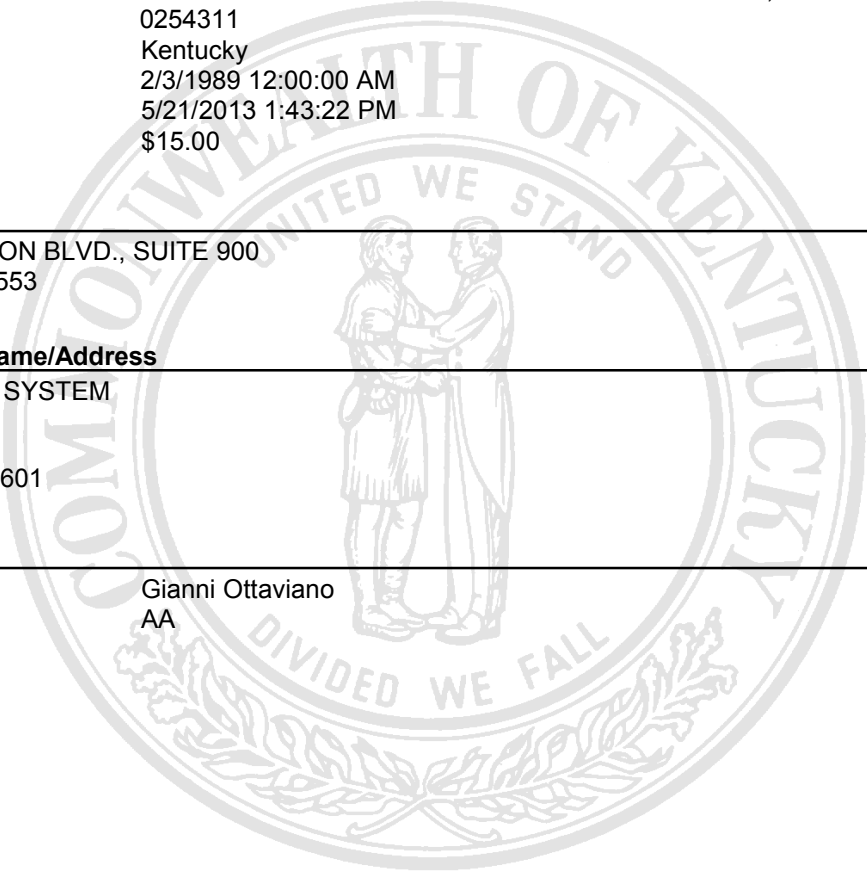 0254311
Kentucky
2/3/1989 12:00:00 AM
5/21/2013 1:43:22 PM
$15.00
ON BLVD., SUITE 900
553
ame/Address
SYSTEM
601
Gianni Ottaviano
AA
COMMONWEALTH OF KENTUCKY
UNITED WE STAND
DIVIDED WE FALL